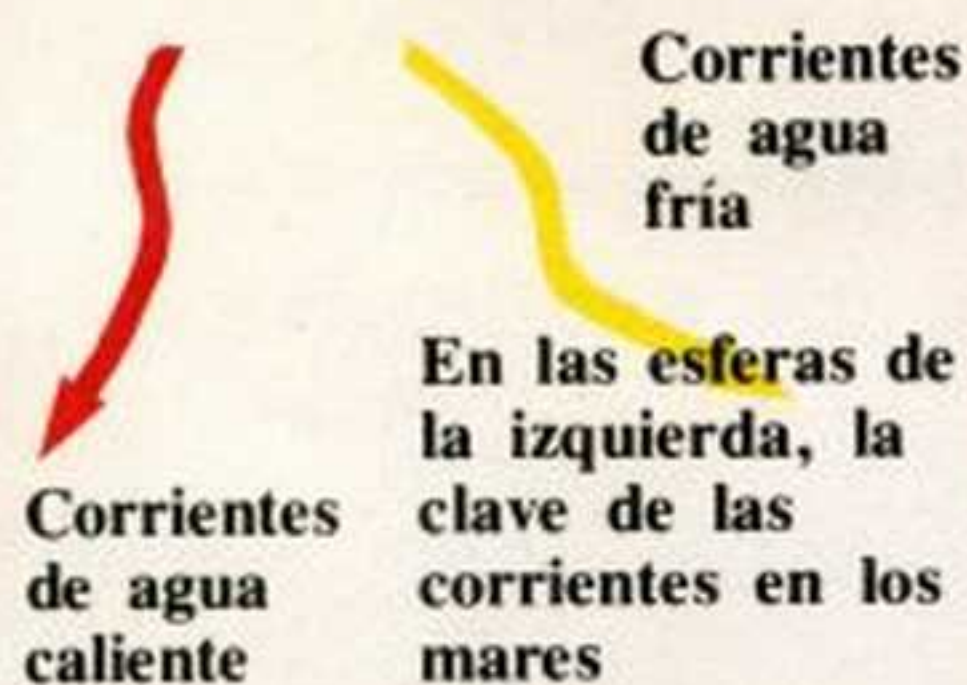 Corrientes
de agua
fría
En las esferas de
la izquierda, la
clave de las
corrientes en los
mares
Corrientes
de agua
caliente